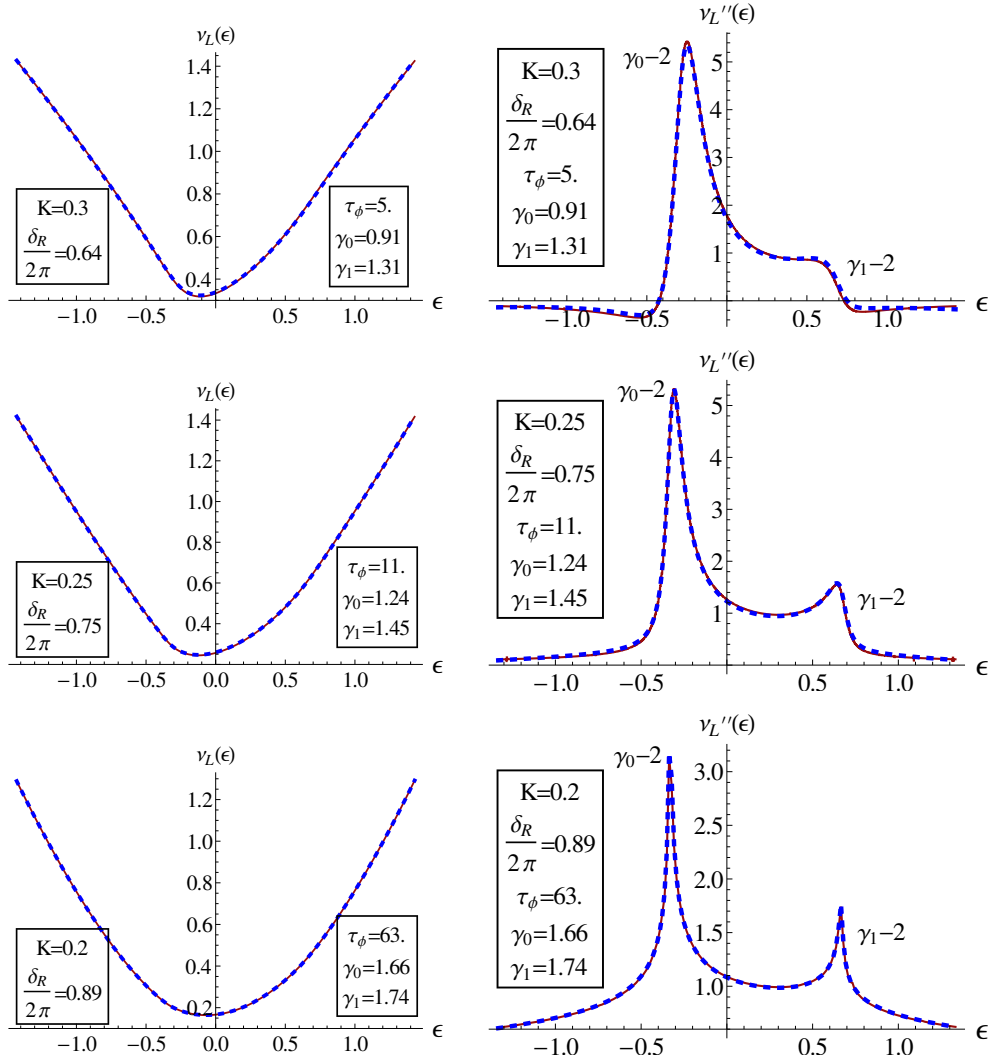 ν_L(ϵ)
1.4
1.2
1.0
0.8
0.6
0.4
K=0.3
δ_R/2π=0.64
τ_ϕ=5.
γ_0=0.91
γ_1=1.31
−1.0 −0.5 0.0 0.5 1.0 ϵ
ν_L''(ϵ)
5
4
3
2
1
γ_0−2
K=0.3
δ_R/2π=0.64
τ_ϕ=5.
γ_0=0.91
γ_1=1.31
γ_1−2
−1.0 −0.5 0.5 1.0 ϵ
ν_L(ϵ)
1.4
1.2
1.0
0.8
0.6
0.4
K=0.25
δ_R/2π=0.75
τ_ϕ=11.
γ_0=1.24
γ_1=1.45
−1.0 −0.5 0.0 0.5 1.0 ϵ
ν_L''(ϵ)
5
4
3
2
1
γ_0−2
K=0.25
δ_R/2π=0.75
τ_ϕ=11.
γ_0=1.24
γ_1=1.45
γ_1−2
−1.0 −0.5 0.5 1.0 ϵ
ν_L(ϵ)
1.2
1.0
0.8
0.6
0.4
0.2
K=0.2
δ_R/2π=0.89
τ_ϕ=63.
γ_0=1.66
γ_1=1.74
−1.0 −0.5 0.0 0.5 1.0 ϵ
ν_L''(ϵ)
3.0
2.5
2.0
1.5
1.0
γ_0−2
K=0.2
δ_R/2π=0.89
τ_ϕ=63.
γ_0=1.66
γ_1=1.74
γ_1−2
−1.0 −0.5 0.0 0.5 1.0 ϵ